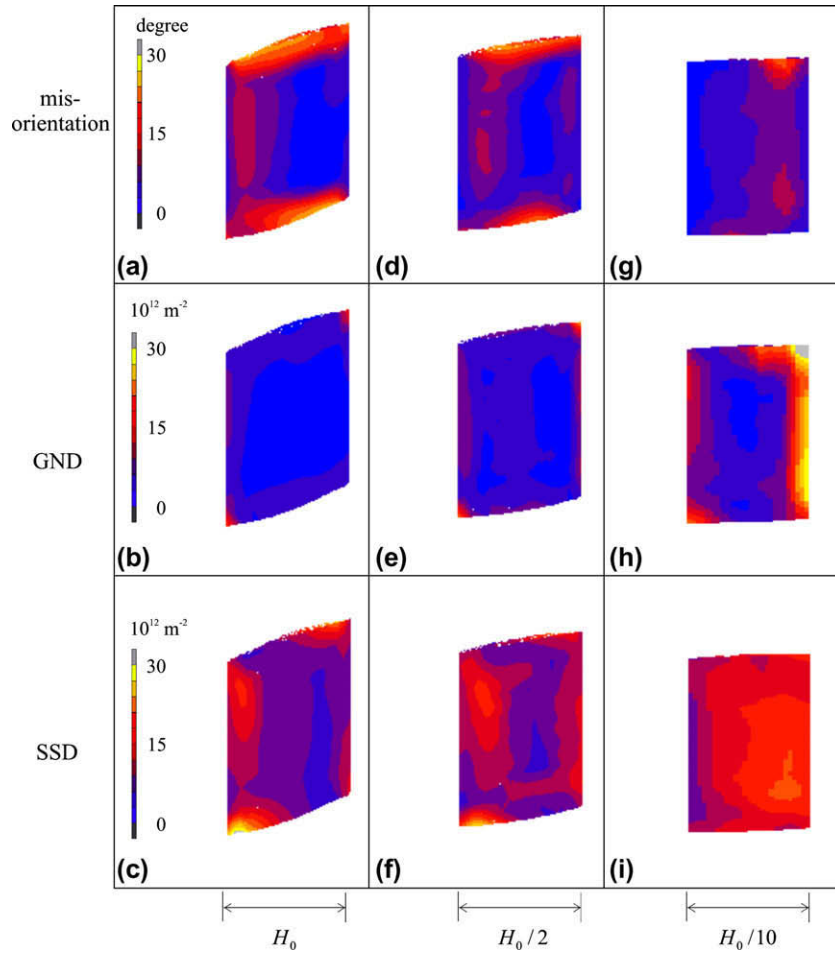 degree
30
15
0
mis-
orientation
(a)
(d)
(g)
10¹² m⁻²
30
15
0
GND
(b)
(e)
(h)
10¹² m⁻²
30
15
0
SSD
(c)
(f)
(i)
H₀
H₀ / 2
H₀ / 10